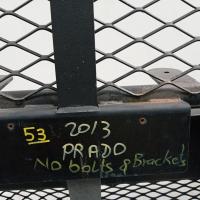 53 2013
PRADO
No bolts & Brackets